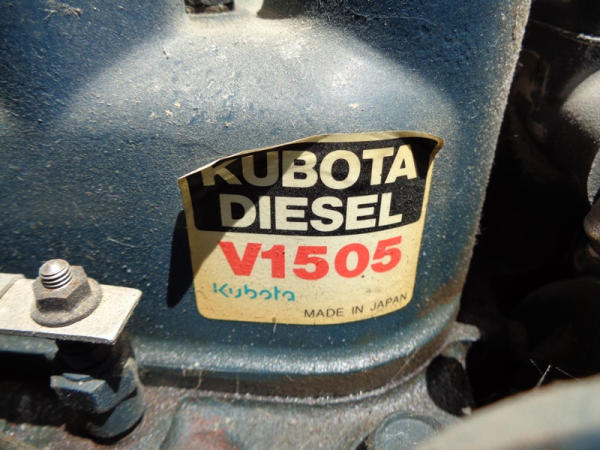 KUBOTA
DIESEL
V1505
Kubota
MADE IN JAPAN